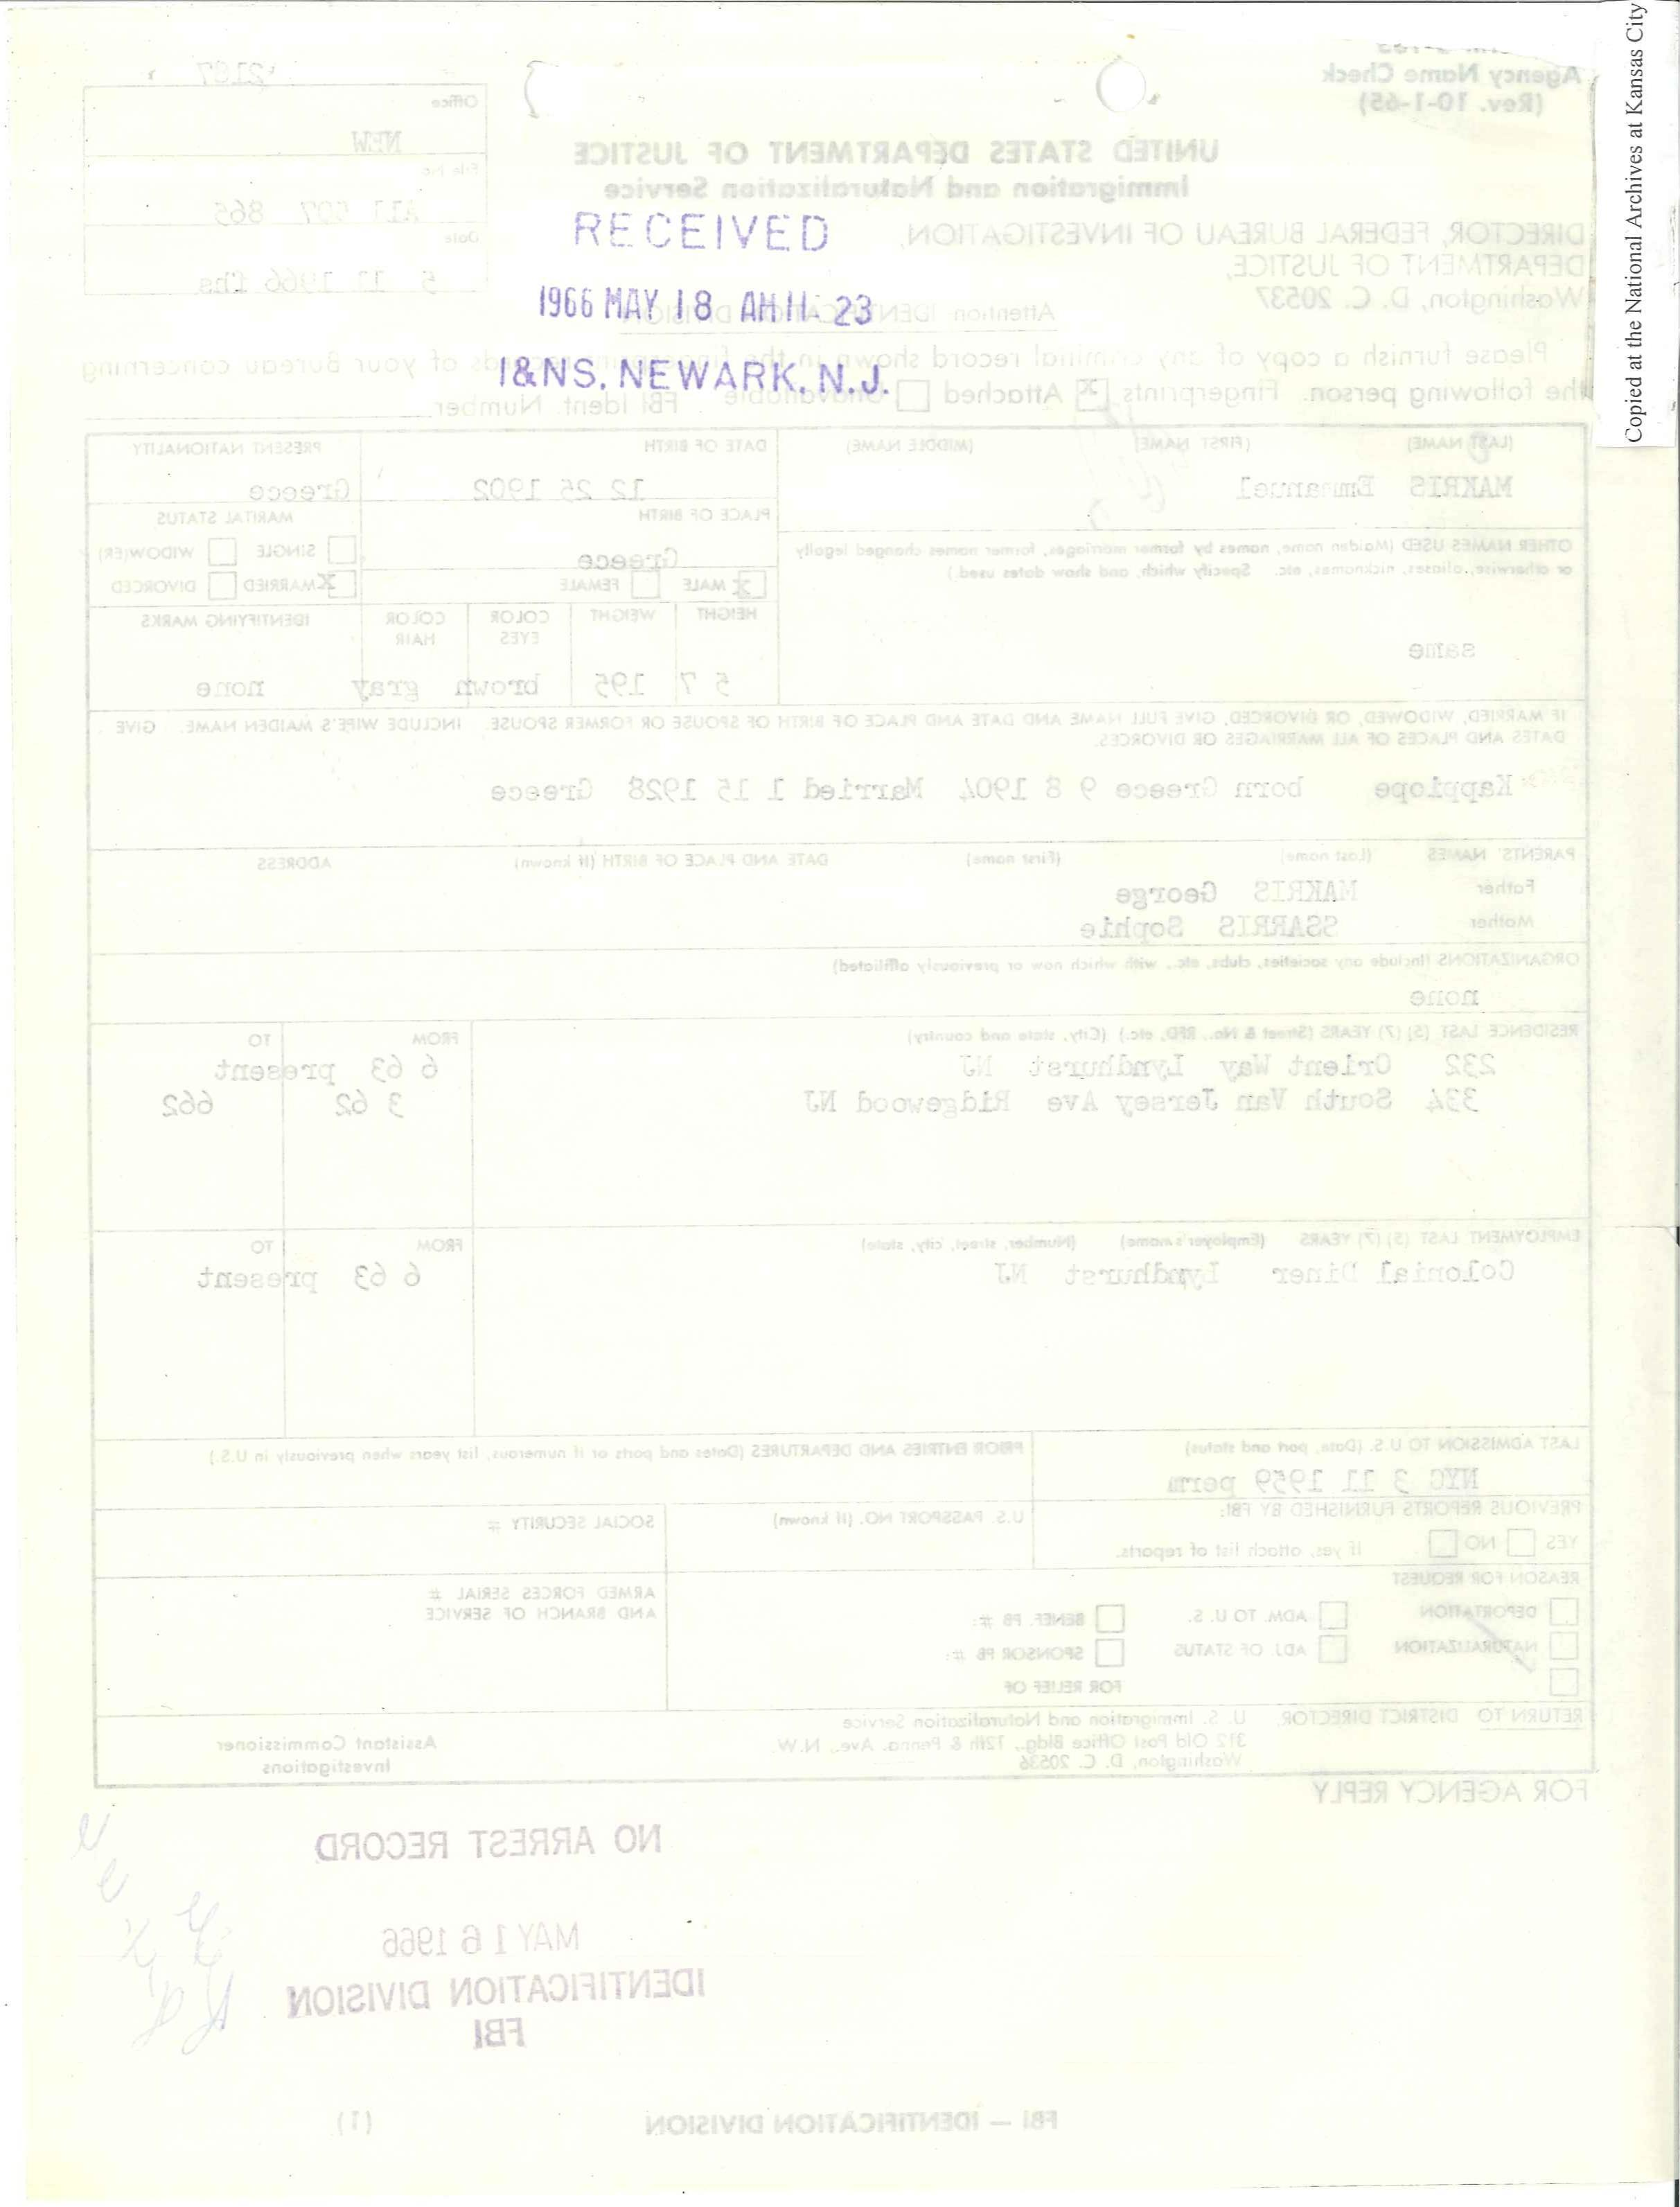 Copied at the National Archives at Kansas City
Agency Name Check
(Rev. 10-1-65)
UNITED STATES DEPARTMENT OF JUSTICE
Immigration and Naturalization Service
Office
NEW
File No.
865
Date
5 11 1966
RECEIVED
DIRECTOR, FEDERAL BUREAU OF INVESTIGATION,
DEPARTMENT OF JUSTICE,
Washington, D. C. 20537
1966 MAY 18 AM 11: 23
Attention IDENTIFICATION DIVISION
I&NS. NEWARK. N.J.
Please furnish a copy of any criminal record shown in the fingerprint records of your Bureau concerning
the following person. Fingerprints X Attached Unavailable. FBI Ident. Number
(LAST NAME) (FIRST NAME) (MIDDLE NAME) DATE OF BIRTH PRESENT NATIONALITY
MAKRIS Emmanuel 12 25 1902 Greece
PLACE OF BIRTH MARITAL STATUS
Greece SINGLE WIDOW(ER)
OTHER NAMES USED (Maiden name, names by former marriages, former names changed legally
or otherwise, aliases, nicknames, etc. Specify which, and show dates used.)
X MALE FEMALE X MARRIED DIVORCED
HEIGHT WEIGHT COLOR EYES COLOR HAIR IDENTIFYING MARKS
same
5 7 195 brown gray none
IF MARRIED, WIDOWED, OR DIVORCED, GIVE FULL NAME AND DATE AND PLACE OF BIRTH OF SPOUSE OR FORMER SPOUSE. INCLUDE WIFE'S MAIDEN NAME. GIVE
DATES AND PLACES OF ALL MARRIAGES OR DIVORCES.
Kappiope born Greece 9 8 1904 Married 1 15 1928 Greece
PARENTS' NAMES (Last name) (First name) DATE AND PLACE OF BIRTH (If known) ADDRESS
Father MAKRIS George
Mother SSARRIS Sophie
ORGANIZATIONS (Include any societies, clubs, etc., with which now or previously affiliated)
none
RESIDENCE LAST (5) (7) YEARS (Street & No., RFD, etc.) (City, state and country) FROM TO
232 Orient Way Lyndhurst NJ 6 63 present
334 South Van Jersey Ave Ridgewood NJ 3 62 662
EMPLOYMENT LAST (5) (7) YEARS (Employer's name) (Number, street, city, state) FROM TO
Colonial Diner Lyndhurst NJ 6 63 present
LAST ADMISSION TO U.S. (Date, port and status) PRIOR ENTRIES AND DEPARTURES (Dates and ports or if numerous, list years when previously in U.S.)
NYC 3 11 1959 perm
PREVIOUS REPORTS FURNISHED BY FBI: U.S. PASSPORT NO. (If known) SOCIAL SECURITY #
YES NO If yes, attach list of reports.
REASON FOR REQUEST ARMED FORCES SERIAL #
AND BRANCH OF SERVICE
DEPORTATION ADM. TO U. S. BENEF. PB #:
NATURALIZATION ADJ. OF STATUS SPONSOR PB #:
FOR RELIEF OF
RETURN TO DISTRICT DIRECTOR, U. S. Immigration and Naturalization Service
312 Old Post Office Bldg., 12th & Penna. Ave., N.W.
Washington, D. C. 20536
Assistant Commissioner
Investigations
FOR AGENCY REPLY
NO ARREST RECORD
MAY 16 1966
IDENTIFICATION DIVISION
FBI
FBI — IDENTIFICATION DIVISION (1)